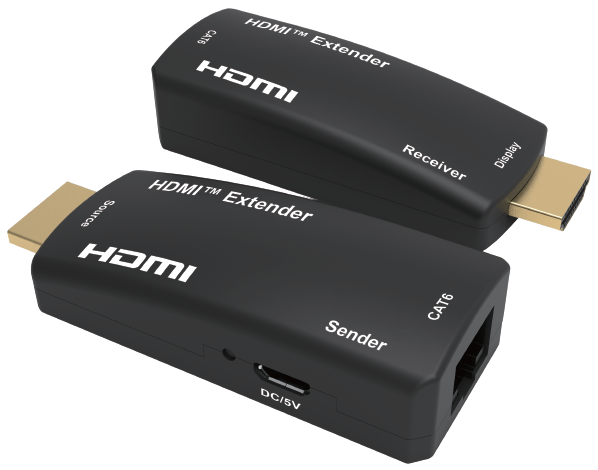 CAT6
HDMI™ Extender
HDMI
Receiver
Display
Source
HDMI™ Extender
HDMI
Sender
CAT6
DC/5V